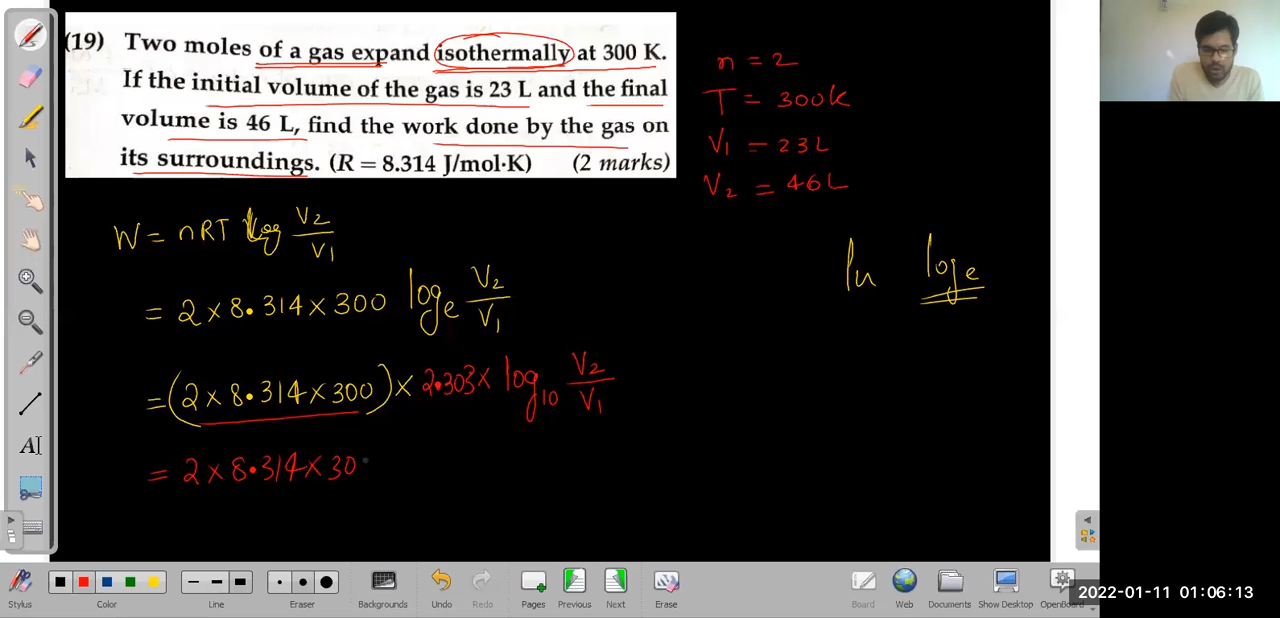 (19) Two moles of a gas expand isothermally at 300 K.
If the initial volume of the gas is 23 L and the final
volume is 46 L, find the work done by the gas on
its surroundings. (R = 8.314 J/mol·K) (2 marks)
n = 2
T = 300K
V₁ = 23L
V₂ = 46L
W = nRT log V₂/V₁
= 2 × 8.314 × 300 logₑ V₂/V₁
= (2 × 8.314 × 300) × 2.303 × log₁₀ V₂/V₁
= 2 × 8.314 × 30
ln logₑ
Stylus Color Line Eraser Backgrounds Undo Redo Pages Previous Next Erase Board Web Documents Show Desktop OpenBoard
2022-01-11 01:06:13